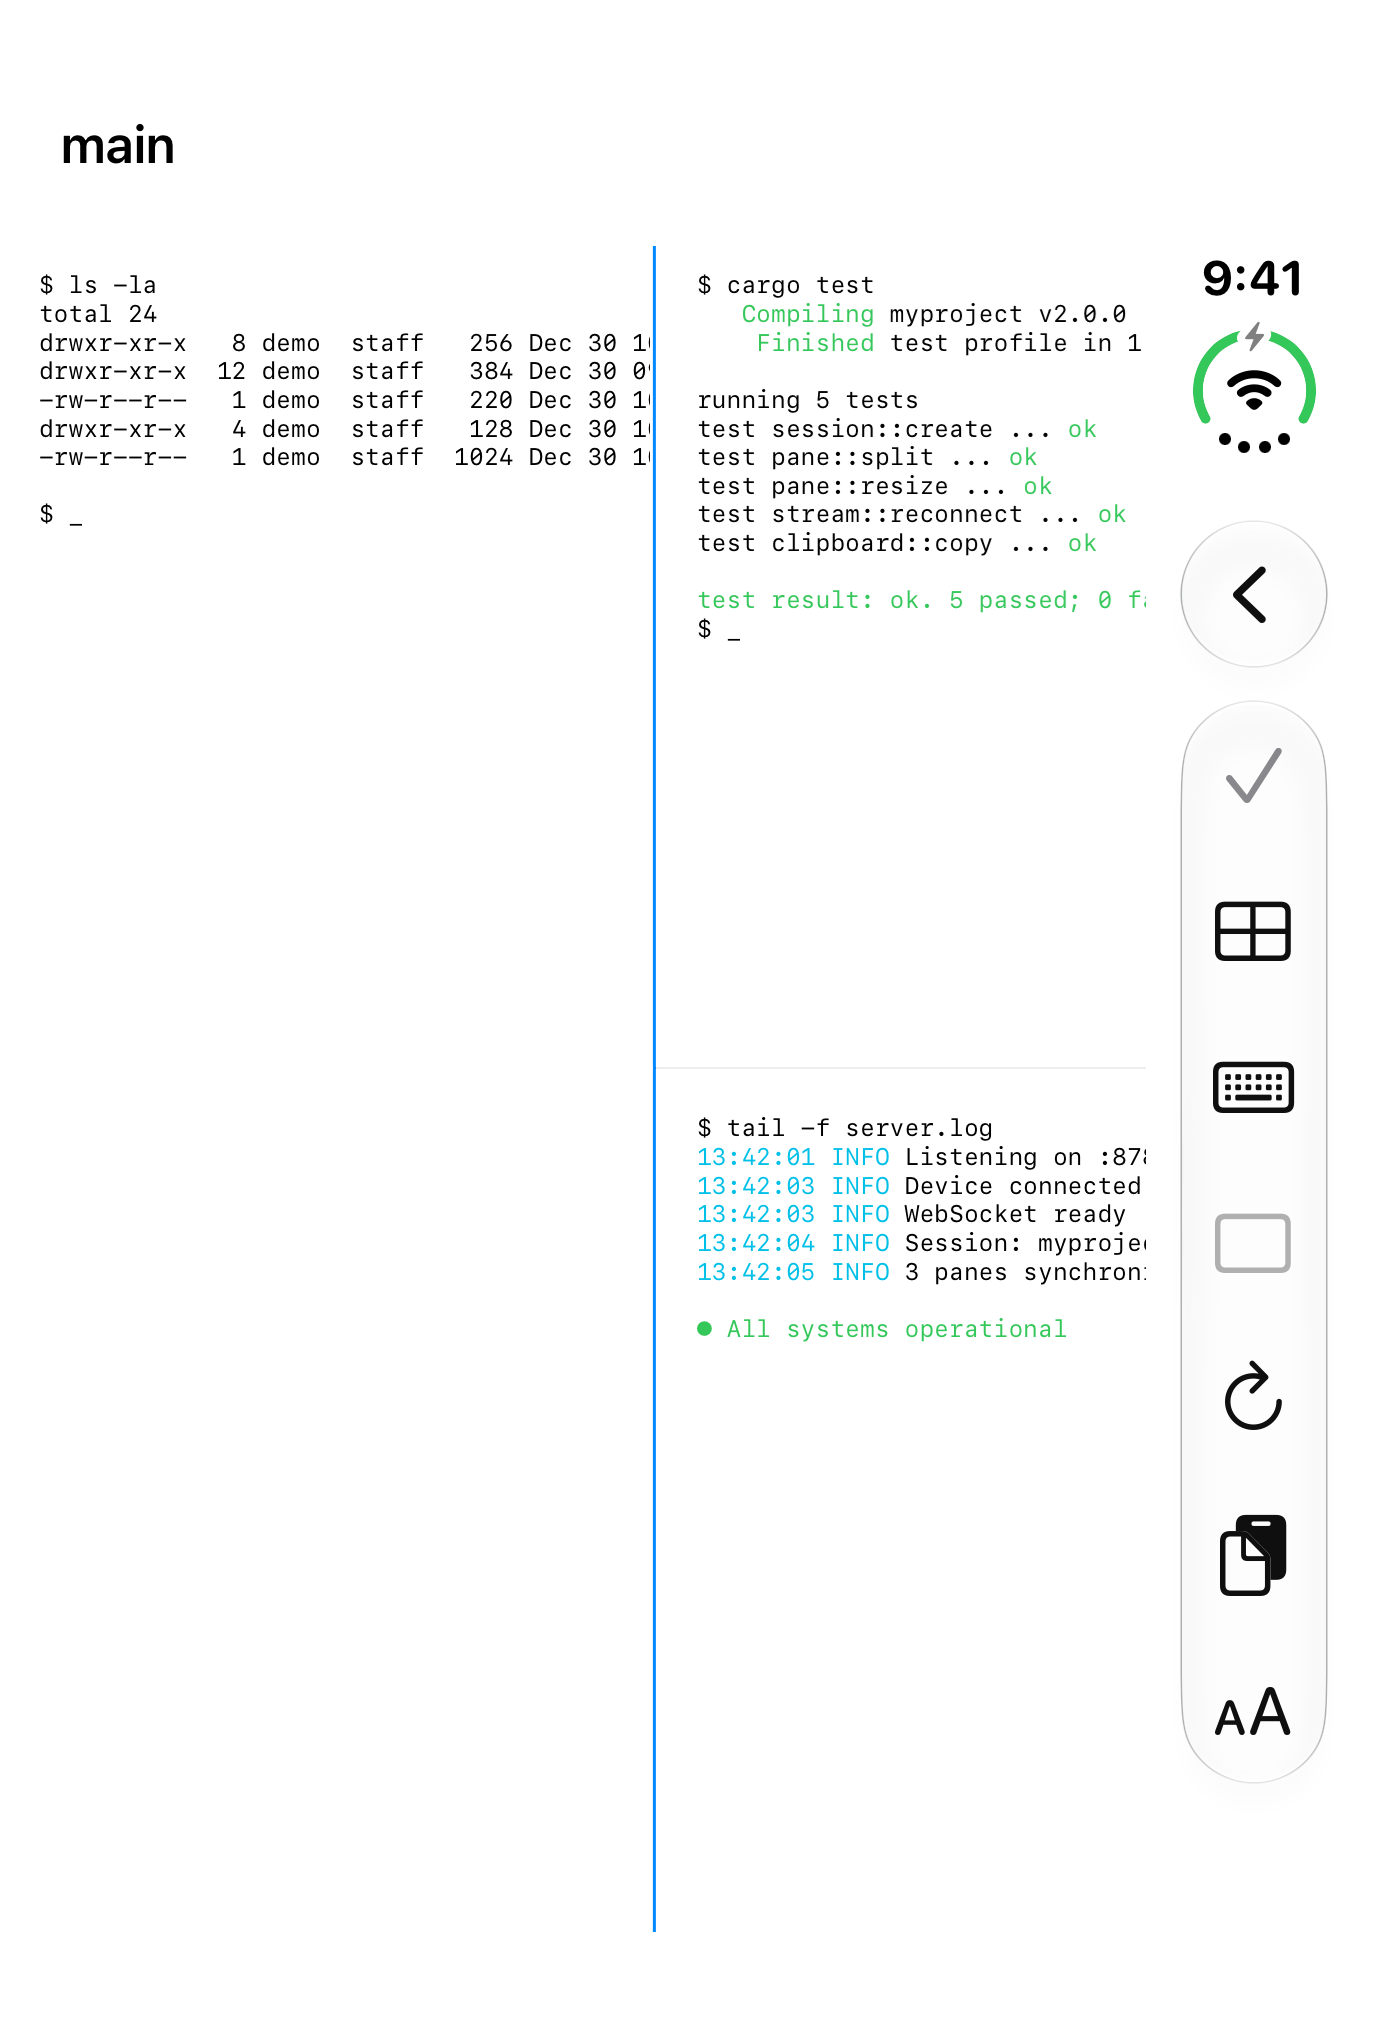 main
$ ls -la
total 24
drwxr-xr-x   8 demo  staff   256 Dec 30
drwxr-xr-x  12 demo  staff   384 Dec 30
-rw-r--r--   1 demo  staff   220 Dec 30
drwxr-xr-x   4 demo  staff   128 Dec 30
-rw-r--r--   1 demo  staff  1024 Dec 30
$ _
$ cargo test
   Compiling myproject v2.0.0
    Finished test profile in 1
running 5 tests
test session::create ... ok
test pane::split ... ok
test pane::resize ... ok
test stream::reconnect ... ok
test clipboard::copy ... ok
test result: ok. 5 passed; 0
$ _
$ tail -f server.log
13:42:01 INFO Listening on
13:42:03 INFO Device connected
13:42:03 INFO WebSocket ready
13:42:04 INFO Session:
13:42:05 INFO 3 panes
● All systems operational
9:41
AA